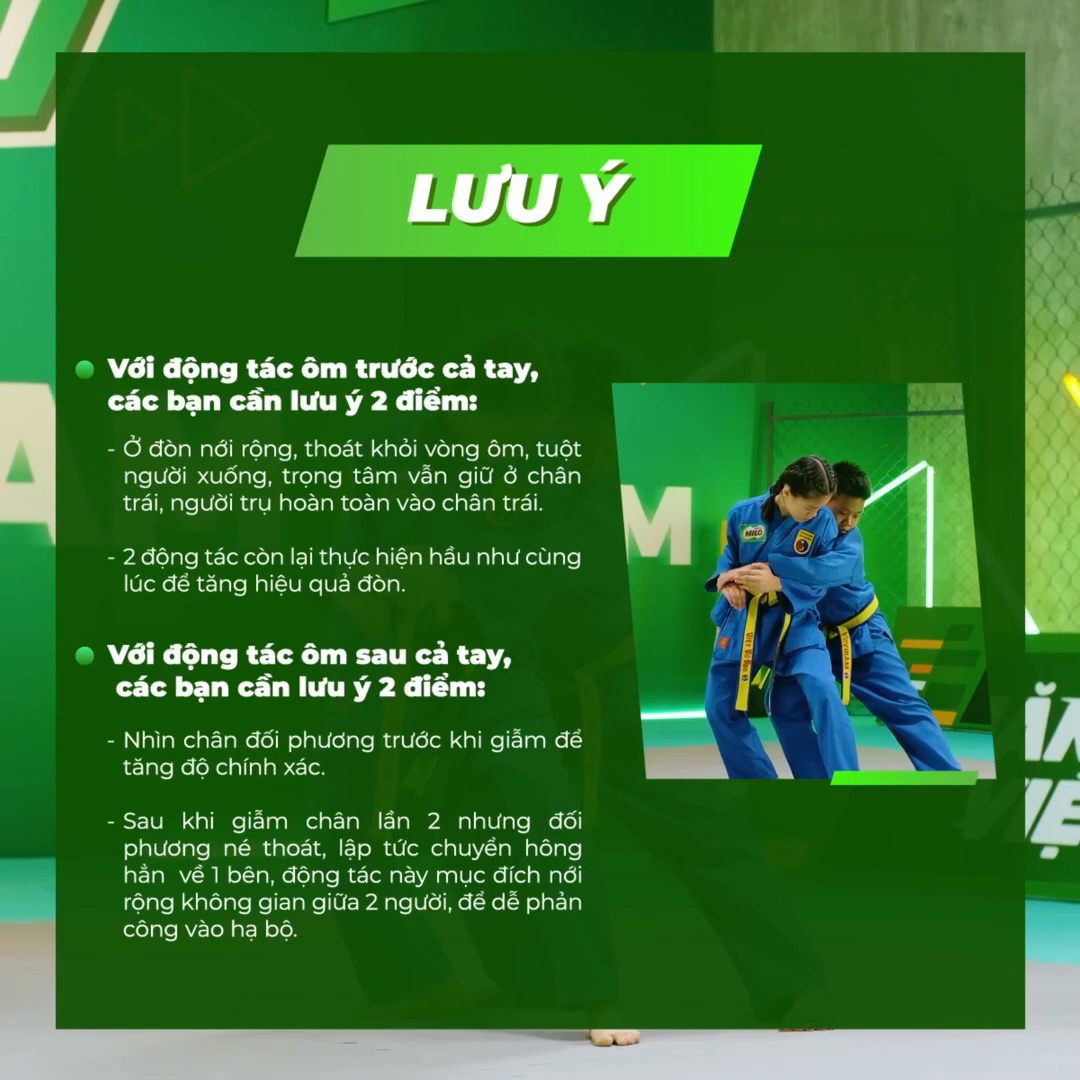 LƯU Ý
Với động tác ôm trước cả tay,
các bạn cần lưu ý 2 điểm:
- Ở đòn nới rộng, thoát khỏi vòng ôm, tuột
người xuống, trọng tâm vẫn giữ ở chân
trái, người trụ hoàn toàn vào chân trái.
- 2 động tác còn lại thực hiện hầu như cùng
lúc để tăng hiệu quả đòn.
Với động tác ôm sau cả tay,
các bạn cần lưu ý 2 điểm:
- Nhìn chân đối phương trước khi giẫm để
tăng độ chính xác.
- Sau khi giẫm chân lần 2 nhưng đối
phương né thoát, lập tức chuyển hông
hẳn về 1 bên, động tác này mục đích nới
rộng không gian giữa 2 người, để dễ phản
công vào hạ bộ.
MILO
VIỆT VÕ ĐẠO
VOVINAM
M